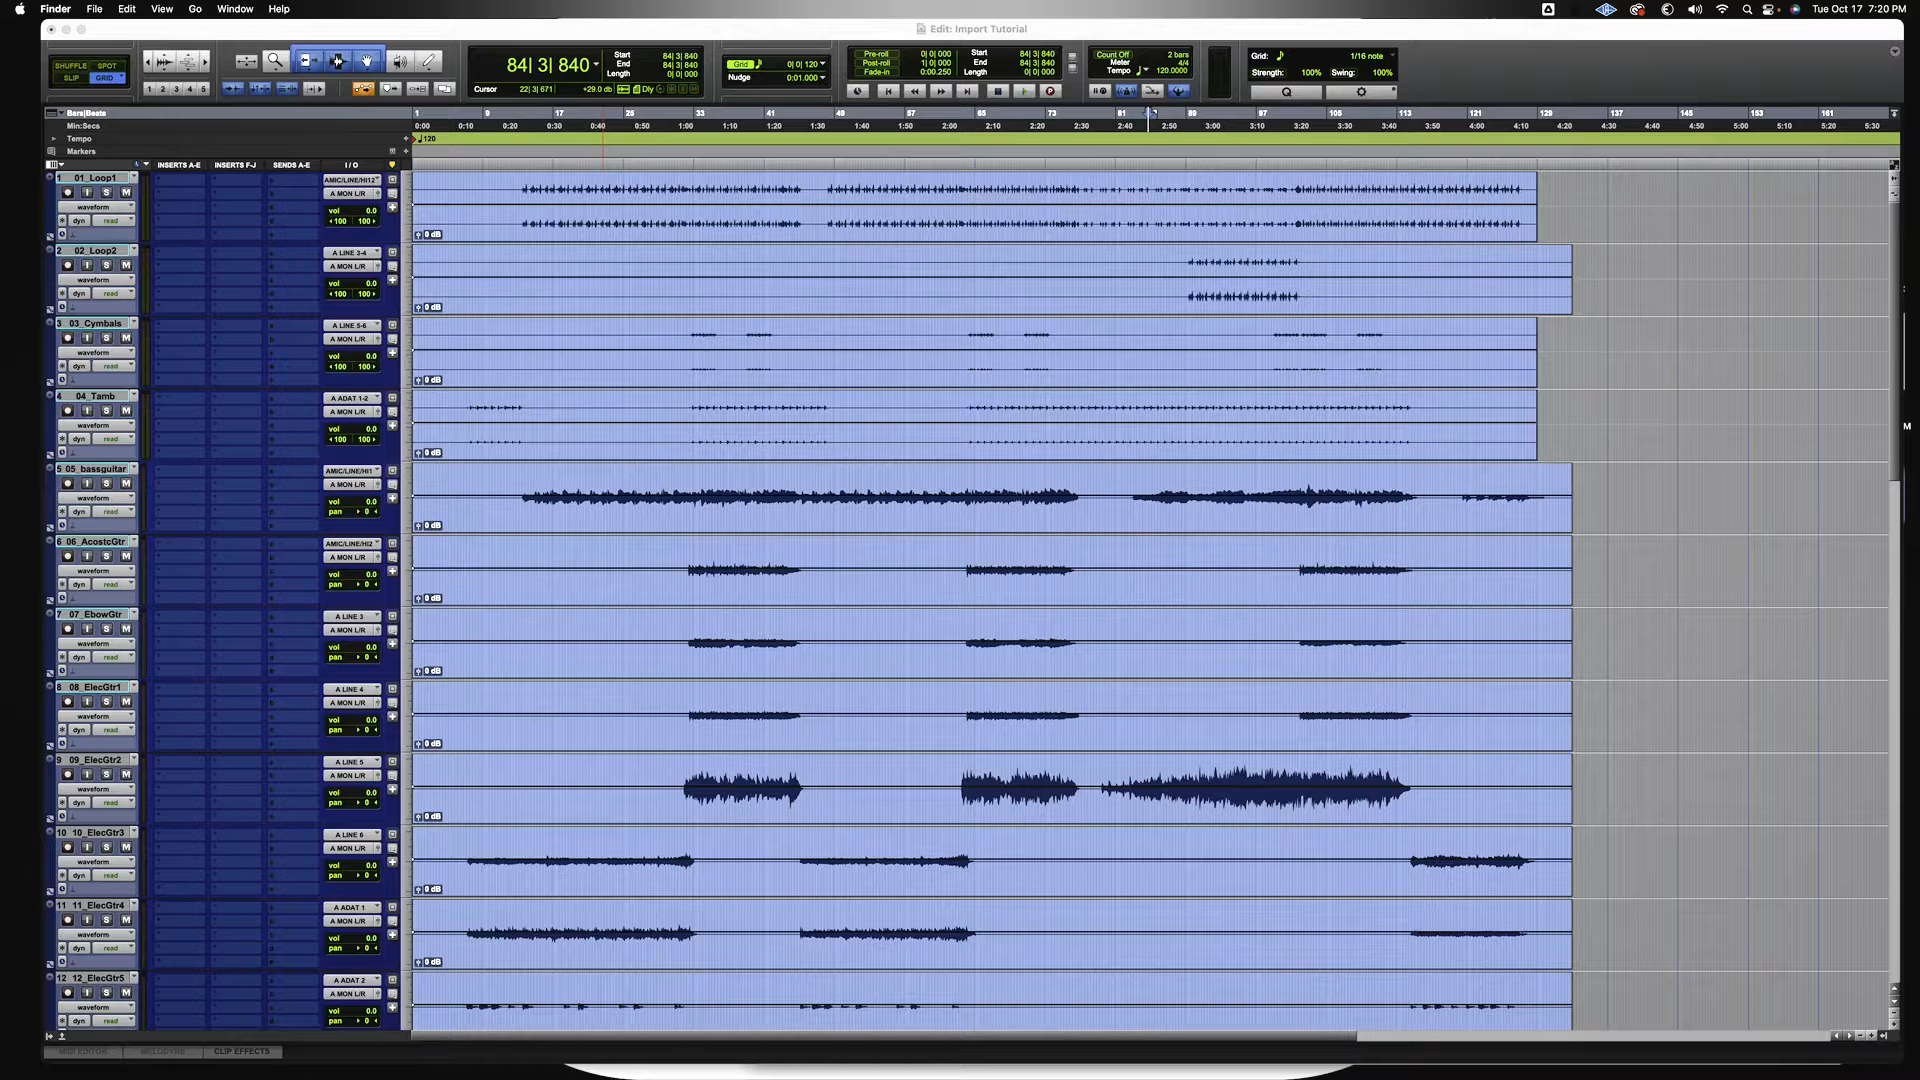 Finder File Edit View Go Window Help Tue Oct 17 7:20 PM
Edit: Import Tutorial
SHUFFLE SPOT
SLIP GRID
1 2 3 4 5
84| 3| 840
Start 84| 3| 840
End 84| 3| 840
Length 0| 0| 000
Cursor 22| 3| 671 +29.0 db Dly
Grid 0| 0| 120
Nudge 0:01.000
Pre-roll 0| 0| 000
Post-roll 0| 0| 000
Fade-in 0:00.250
Start 84| 3| 840
End 84| 3| 840
Length 0| 0| 000
Count Off 2 bars
Meter 4/4
Tempo 120.0000
Grid: 1/16 note
Strength: 100% Swing: 100%
Q
Bars|Beats 1 9 17 25 33 41 49 57 65 73 81 89 97 105 113 121 129 137 145 153 161
Min:Secs 0:00 0:10 0:20 0:30 0:40 0:50 1:00 1:10 1:20 1:30 1:40 1:50 2:00 2:10 2:20 2:30 2:40 2:50 3:00 3:10 3:20 3:30 3:40 3:50 4:00 4:10 4:20 4:30 4:40 4:50 5:00 5:10 5:20 5:30
Tempo 120
Markers
INSERTS A-E INSERTS F-J SENDS A-E I / O
1 01_Loop1 AMIC/LINE/HI12
I S M A MON L/R
waveform vol 0.0
dyn read 100 100
0 dB
2 02_Loop2 A LINE 3-4
I S M A MON L/R
waveform vol 0.0
dyn read 100 100
0 dB
3 03_Cymbals A LINE 5-6
I S M A MON L/R
waveform vol 0.0
dyn read 100 100
0 dB
4 04_Tamb A ADAT 1-2
I S M A MON L/R
waveform vol 0.0
dyn read 100 100
0 dB
5 05_bassguitar AMIC/LINE/HI1
I S M A MON L/R
waveform vol 0.0
dyn read pan 0
0 dB
6 06_AcostcGtr AMIC/LINE/HI2
I S M A MON L/R
waveform vol 0.0
dyn read pan 0
0 dB
7 07_EbowGtr A LINE 3
I S M A MON L/R
waveform vol 0.0
dyn read pan 0
0 dB
8 08_ElecGtr1 A LINE 4
I S M A MON L/R
waveform vol 0.0
dyn read pan 0
0 dB
9 09_ElecGtr2 A LINE 5
I S M A MON L/R
waveform vol 0.0
dyn read pan 0
0 dB
10 10_ElecGtr3 A LINE 6
I S M A MON L/R
waveform vol 0.0
dyn read pan 0
0 dB
11 11_ElecGtr4 A ADAT 1
I S M A MON L/R
waveform vol 0.0
dyn read pan 0
0 dB
12 12_ElecGtr5 A ADAT 2
I S M A MON L/R
waveform vol 0.0
dyn read pan 0
MIDI EDITOR MELODYNE CLIP EFFECTS